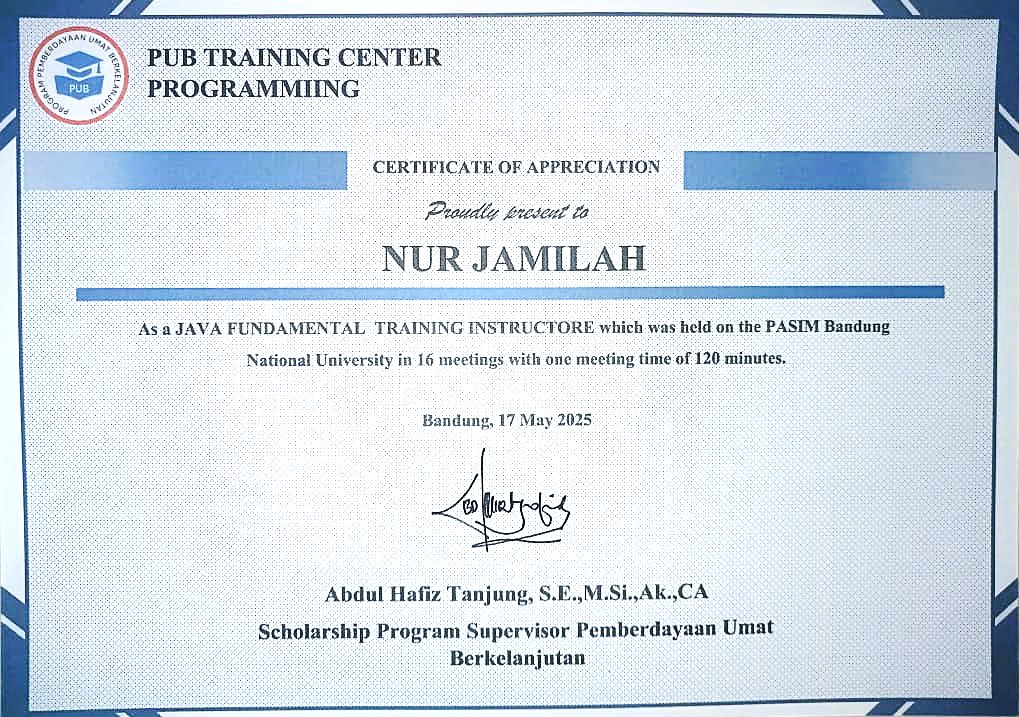 PROGRAM PEMBERDAYAAN UMAT BERKELANJUTAN
PUB
PUB TRAINING CENTER
PROGRAMMIING
CERTIFICATE OF APPRECIATION
Proudly present to
NUR JAMILAH
As a JAVA FUNDAMENTAL TRAINING INSTRUCTORE which was held on the PASIM Bandung
National University in 16 meetings with one meeting time of 120 minutes.
Bandung, 17 May 2025
Abdul Hafiz Tanjung, S.E.,M.Si.,Ak.,CA
Scholarship Program Supervisor Pemberdayaan Umat
Berkelanjutan